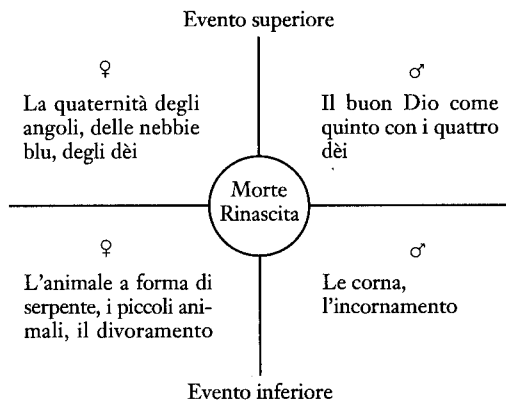 Evento superiore
♀
La quaternità degli
angoli, delle nebbie
blu, degli dèi
♂
Il buon Dio come
quinto con i quattro
dèi
Morte
Rinascita
♀
L'animale a forma di
serpente, i piccoli ani-
mali, il divoramento
♂
Le corna,
l'incornamento
Evento inferiore